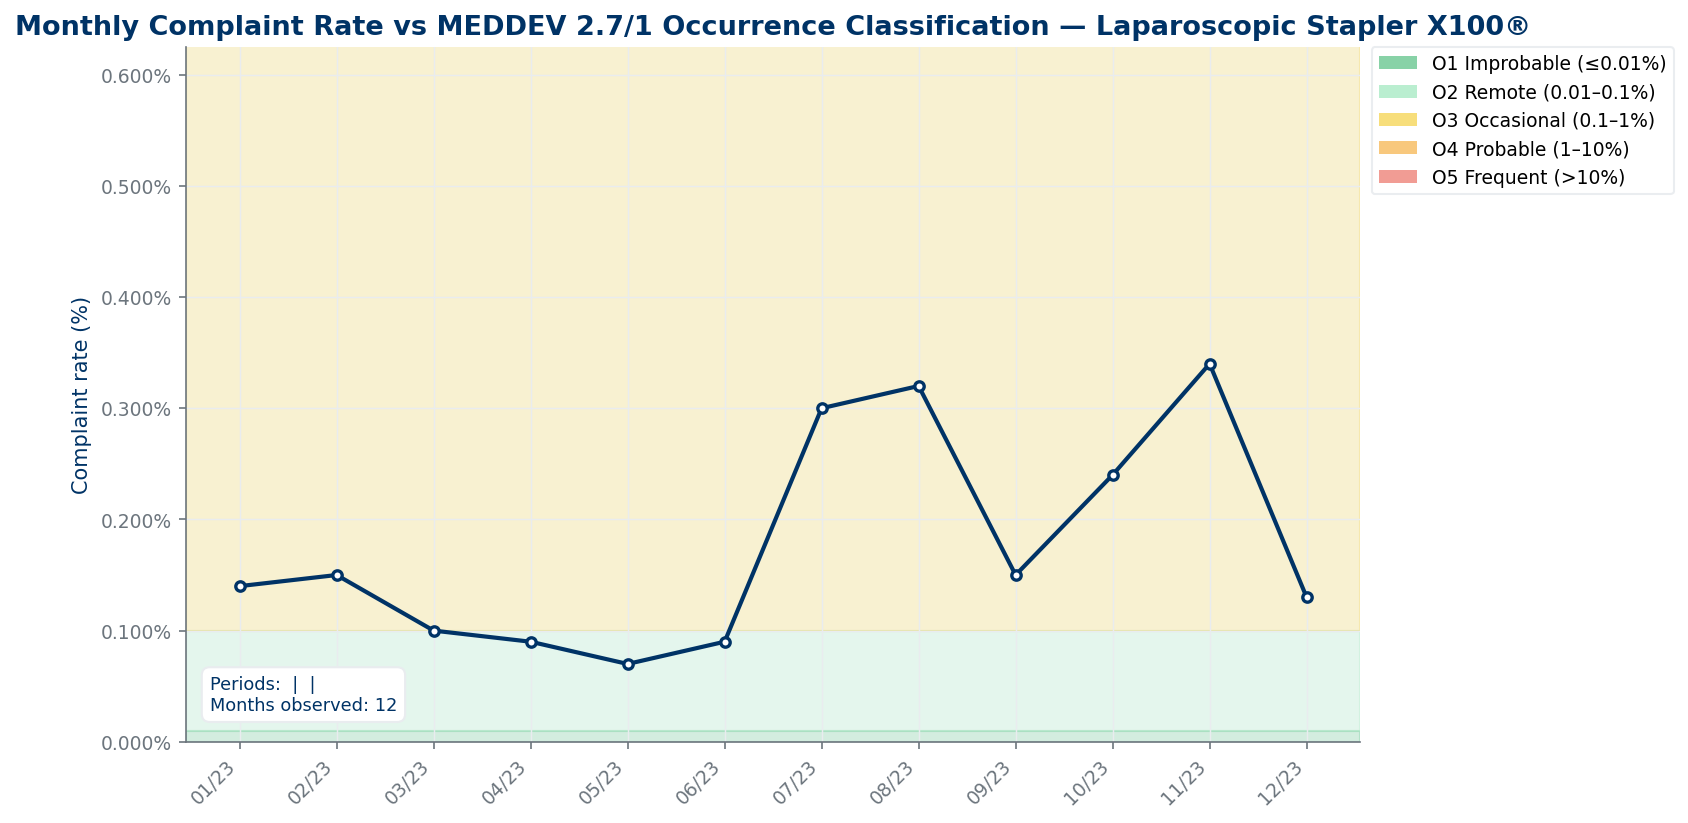 Monthly Complaint Rate vs MEDDEV 2.7/1 Occurrence Classification — Laparoscopic Stapler X100®
O1 Improbable (≤0.01%)
O2 Remote (0.01–0.1%)
O3 Occasional (0.1–1%)
O4 Probable (1–10%)
O5 Frequent (>10%)
Complaint rate (%)
0.600%
0.500%
0.400%
0.300%
0.200%
0.100%
0.000%
Periods:  |  |
Months observed: 12
01/23
02/23
03/23
04/23
05/23
06/23
07/23
08/23
09/23
10/23
11/23
12/23